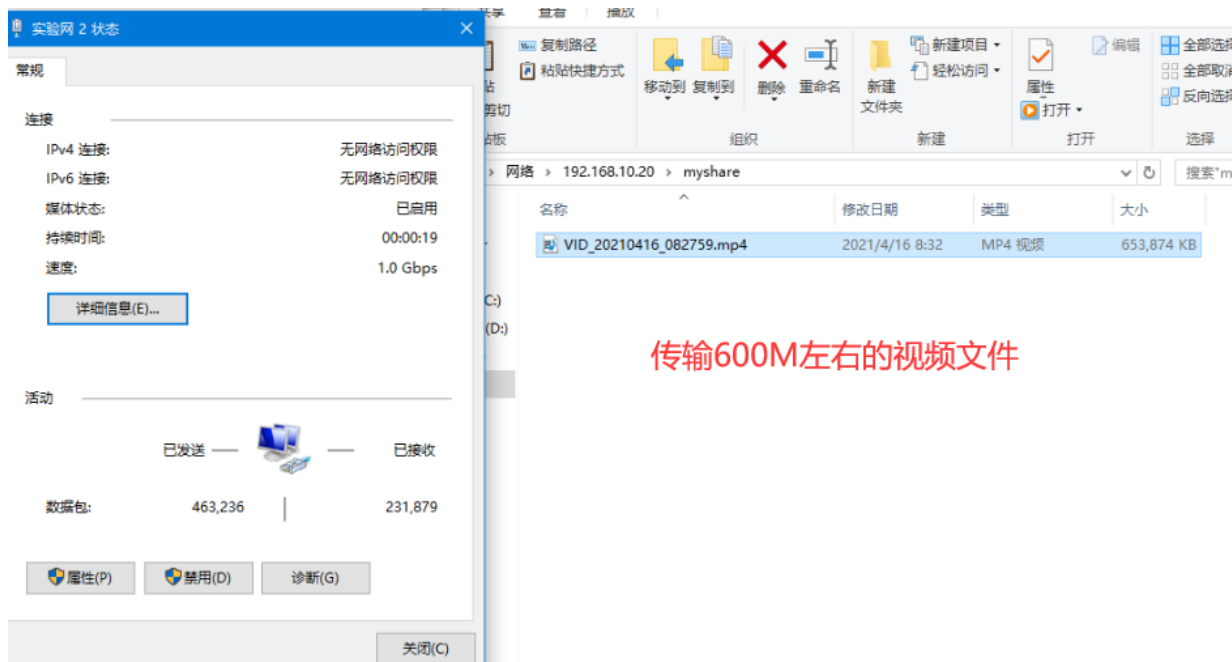 实验网 2 状态
常规
连接
IPv4 连接: 无网络访问权限
IPv6 连接: 无网络访问权限
媒体状态: 已启用
持续时间: 00:00:19
速度: 1.0 Gbps
详细信息(E)...
活动
已发送 已接收
数据包: 463,236 231,879
属性(P) 禁用(D) 诊断(G)
关闭(C)
共享 查看 播放
复制路径
粘贴快捷方式
剪切
移动到 复制到 删除 重命名
组织
新建
文件夹
新建项目
轻松访问
新建
属性
编辑
打开
打开
全部选择
全部取消
反向选择
选择
网络 192.168.10.20 myshare
搜索"m
名称 修改日期 类型 大小
VID_20210416_082759.mp4 2021/4/16 8:32 MP4 视频 653,874 KB
C:)
(D:)
传输600M左右的视频文件